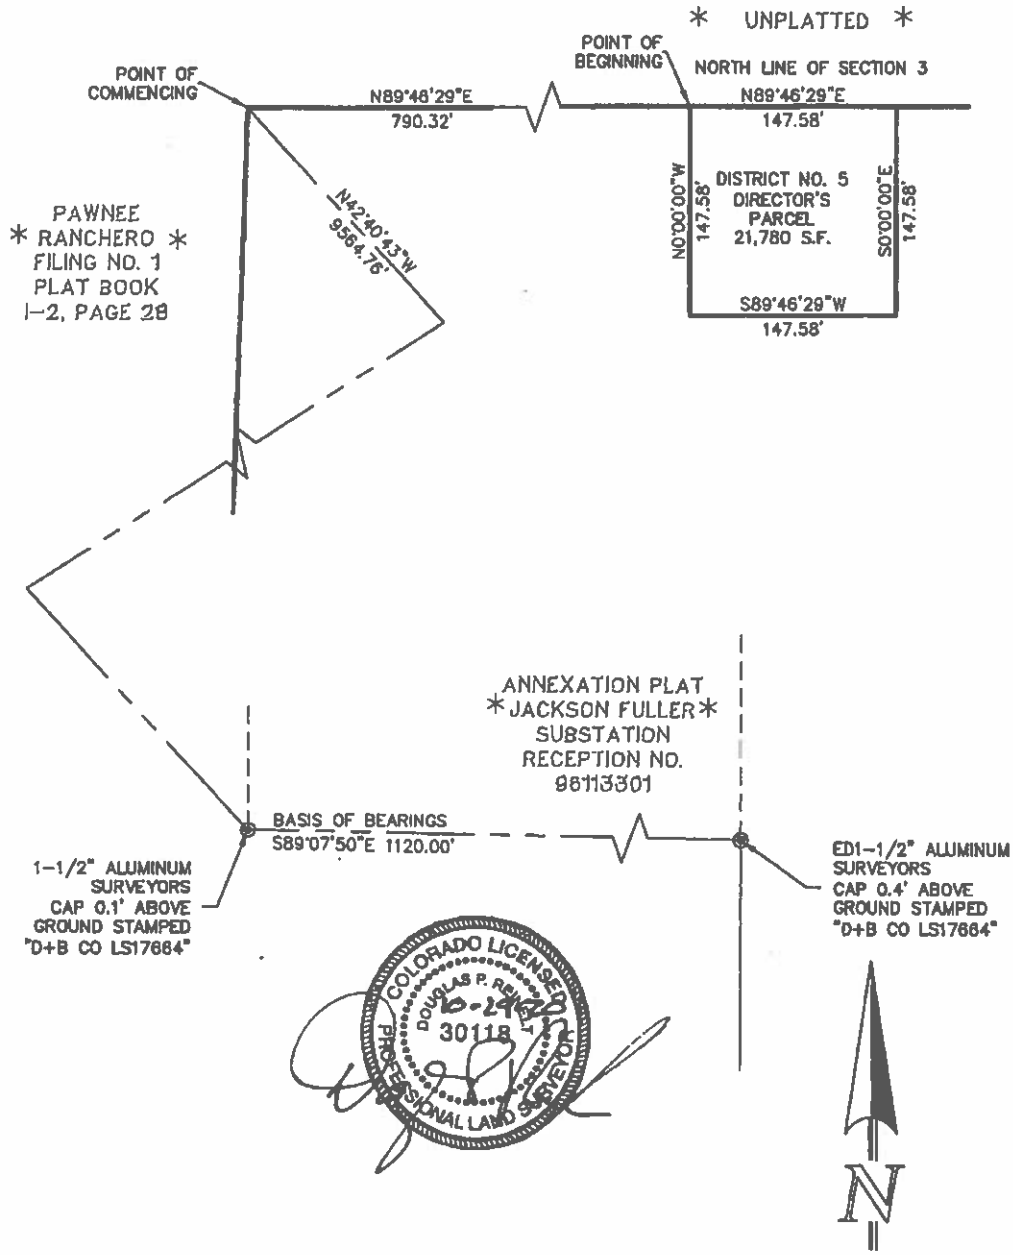 * UNPLATTED *
POINT OF
BEGINNING
NORTH LINE OF SECTION 3
POINT OF
COMMENCING
N89°46'29"E
790.32'
N89°46'29"E
147.58'
N42°40'43"W
9564.76'
N0°00'00"W
147.58'
DISTRICT NO. 5
DIRECTOR'S
PARCEL
21,780 S.F.
S0°00'00"E
147.58'
S89°46'29"W
147.58'
PAWNEE
* RANCHERO *
FILING NO. 1
PLAT BOOK
I-2, PAGE 28
ANNEXATION PLAT
* JACKSON FULLER *
SUBSTATION
RECEPTION NO.
96113301
BASIS OF BEARINGS
S89°07'50"E 1120.00'
1-1/2" ALUMINUM
SURVEYORS
CAP 0.1' ABOVE
GROUND STAMPED
"D+B CO LS17664"
ED1-1/2" ALUMINUM
SURVEYORS
CAP 0.4' ABOVE
GROUND STAMPED
"D+B CO LS17664"
COLORADO LICENSED
PROFESSIONAL LAND SURVEYOR
DOUGLAS P. REINELT
30118
N